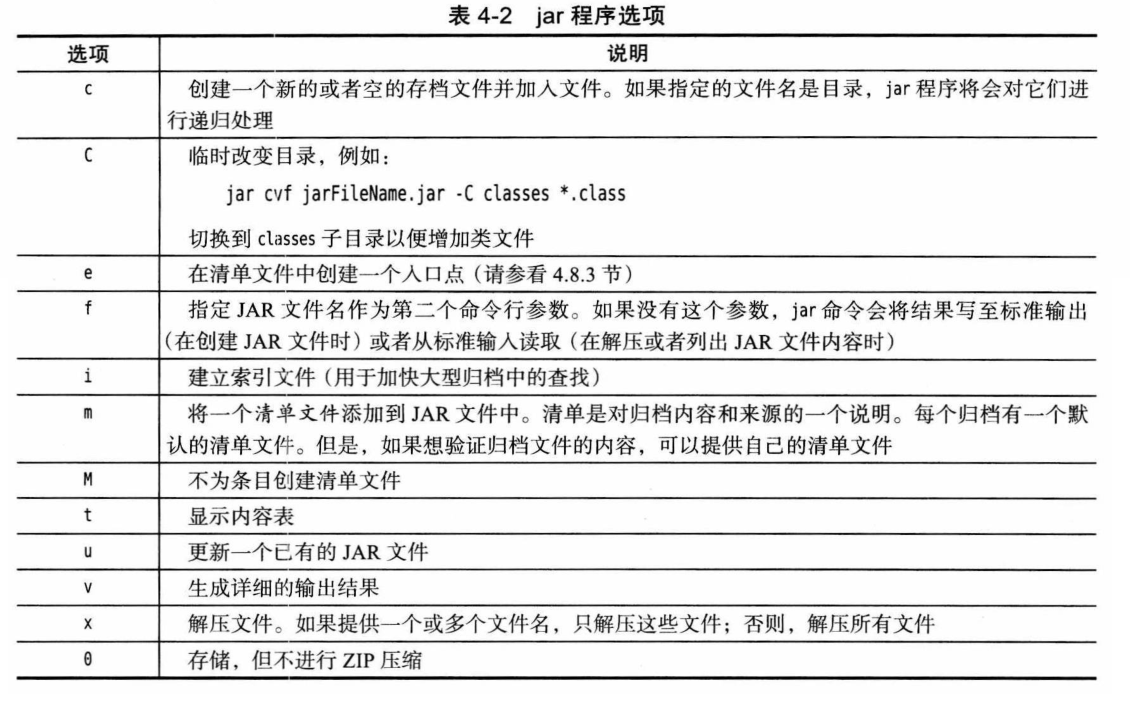 表 4-2 jar 程序选项
选项 说明
c 创建一个新的或者空的存档文件并加入文件。如果指定的文件名是目录，jar 程序将会对它们进
行递归处理
C 临时改变目录，例如：
jar cvf jarFileName.jar -C classes *.class
切换到 classes 子目录以便增加类文件
e 在清单文件中创建一个入口点（请参看 4.8.3 节）
f 指定 JAR 文件名作为第二个命令行参数。如果没有这个参数，jar 命令会将结果写至标准输出
（在创建 JAR 文件时）或者从标准输入读取（在解压或者列出 JAR 文件内容时）
i 建立索引文件（用于加快大型归档中的查找）
m 将一个清单文件添加到 JAR 文件中。清单是对归档内容和来源的一个说明。每个归档有一个默
认的清单文件。但是，如果想验证归档文件的内容，可以提供自己的清单文件
M 不为条目创建清单文件
t 显示内容表
u 更新一个已有的 JAR 文件
v 生成详细的输出结果
x 解压文件。如果提供一个或多个文件名，只解压这些文件；否则，解压所有文件
0 存储，但不进行 ZIP 压缩